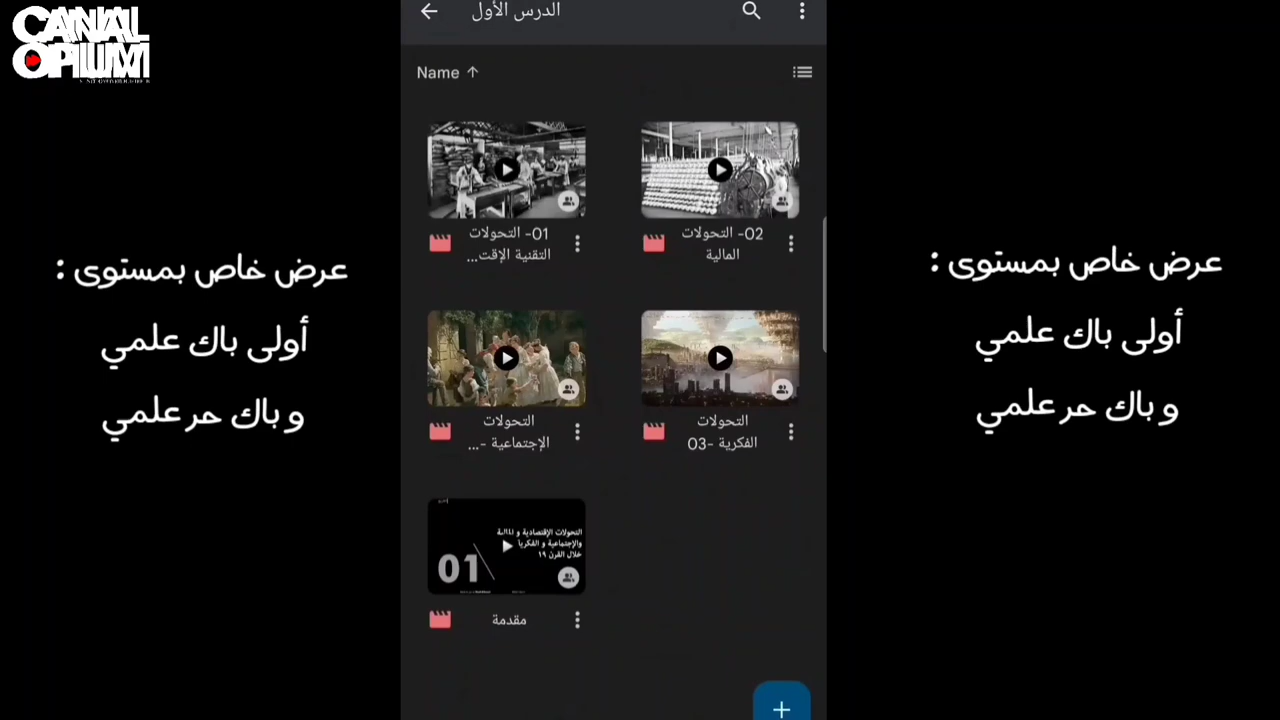 CANAL
OPIUM
الدرس الأول
Name
عرض خاص بمستوى :
أولى باك علمي
و باك حر علمي
01- التحولات
التقنية الإقت...
02- التحولات
المالية
التحولات
الإجتماعية -...
التحولات
الفكرية -03
01
التحولات الإقتصادية و المالية
والإجتماعية و الفكرية
خلال القرن ١٩
مقدمة
عرض خاص بمستوى :
أولى باك علمي
و باك حر علمي